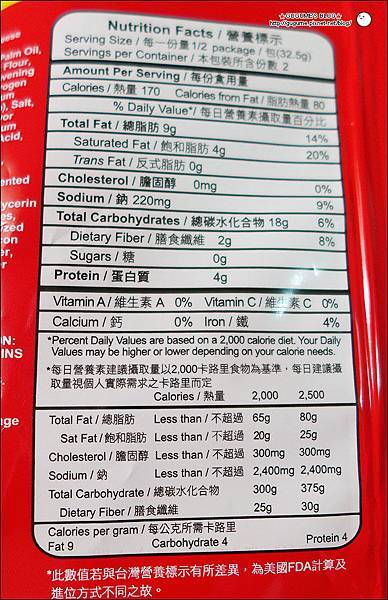 ★GUGUME'S BLOG★
Nutrition Facts / 營養標示
Serving Size / 每一份量1/2 package / 包(32.5g)
Servings per Container / 本包裝所含份數 2
Amount Per Serving / 每份食用量
Calories / 熱量 170 Calories from Fat / 脂肪熱量 80
% Daily Value* / 每日營養素攝取量百分比
Total Fat / 總脂肪 9g 14%
Saturated Fat / 飽和脂肪 4g 20%
Trans Fat / 反式脂肪 0g
Cholesterol / 膽固醇 0mg 0%
Sodium / 鈉 220mg 9%
Total Carbohydrates / 總碳水化合物 18g 6%
Dietary Fiber / 膳食纖維 2g 8%
Sugars / 糖 0g
Protein / 蛋白質 4g
Vitamin A / 維生素 A 0% Vitamin C / 維生素 C 0%
Calcium / 鈣 0% Iron / 鐵 4%
*Percent Daily Values are based on a 2,000 calorie diet. Your Daily
Values may be higher or lower depending on your calorie needs.
*每日營養素建議攝取量以2,000卡路里食物為基準，每日建議攝
取量視個人實際需求之卡路里而定
Calories / 熱量 2,000 2,500
Total Fat / 總脂肪 Less than / 不超過 65g 80g
Sat Fat / 飽和脂肪 Less than / 不超過 20g 25g
Cholesterol / 膽固醇 Less than / 不超過 300mg 300mg
Sodium / 鈉 Less than / 不超過 2,400mg 2,400mg
Total Carbohydrate / 總碳水化合物 300g 375g
Dietary Fiber / 膳食纖維 25g 30g
Calories per gram / 每公克所需卡路里
Fat 9 Carbohydrate 4 Protein 4
*此數值若與台灣營養標示有所差異，為美國FDA計算及
進位方式不同之故。
Palm Oil,
Flour,
Salt,